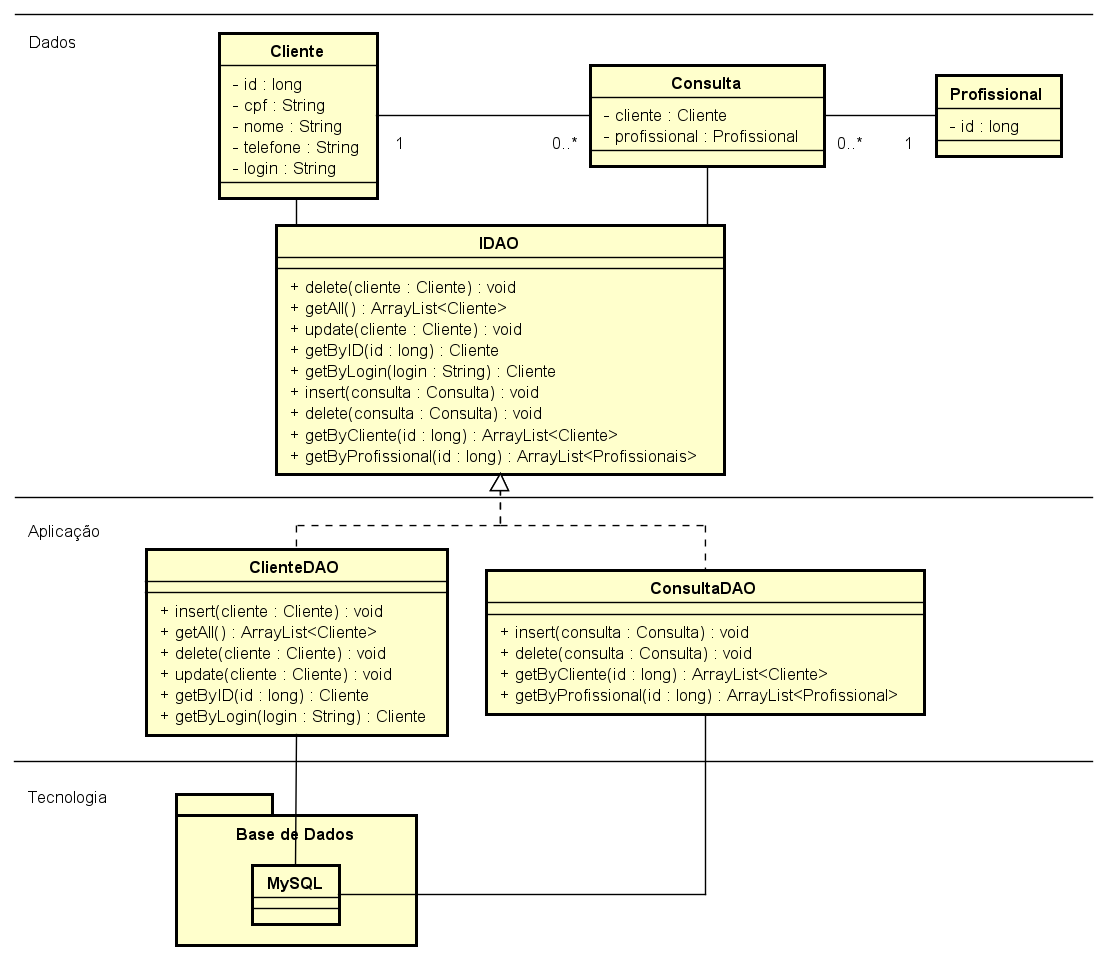 Dados
Cliente
- id : long
- cpf : String
- nome : String
- telefone : String
- login : String
Consulta
- cliente : Cliente
- profissional : Profissional
Profissional
- id : long
1
0..*
0..*
1
IDAO
+ delete(cliente : Cliente) : void
+ getAll() : ArrayList<Cliente>
+ update(cliente : Cliente) : void
+ getByID(id : long) : Cliente
+ getByLogin(login : String) : Cliente
+ insert(consulta : Consulta) : void
+ delete(consulta : Consulta) : void
+ getByCliente(id : long) : ArrayList<Cliente>
+ getByProfissional(id : long) : ArrayList<Profissionais>
Aplicação
ClienteDAO
+ insert(cliente : Cliente) : void
+ getAll() : ArrayList<Cliente>
+ delete(cliente : Cliente) : void
+ update(cliente : Cliente) : void
+ getByID(id : long) : Cliente
+ getByLogin(login : String) : Cliente
ConsultaDAO
+ insert(consulta : Consulta) : void
+ delete(consulta : Consulta) : void
+ getByCliente(id : long) : ArrayList<Cliente>
+ getByProfissional(id : long) : ArrayList<Profissional>
Tecnologia
Base de Dados
MySQL